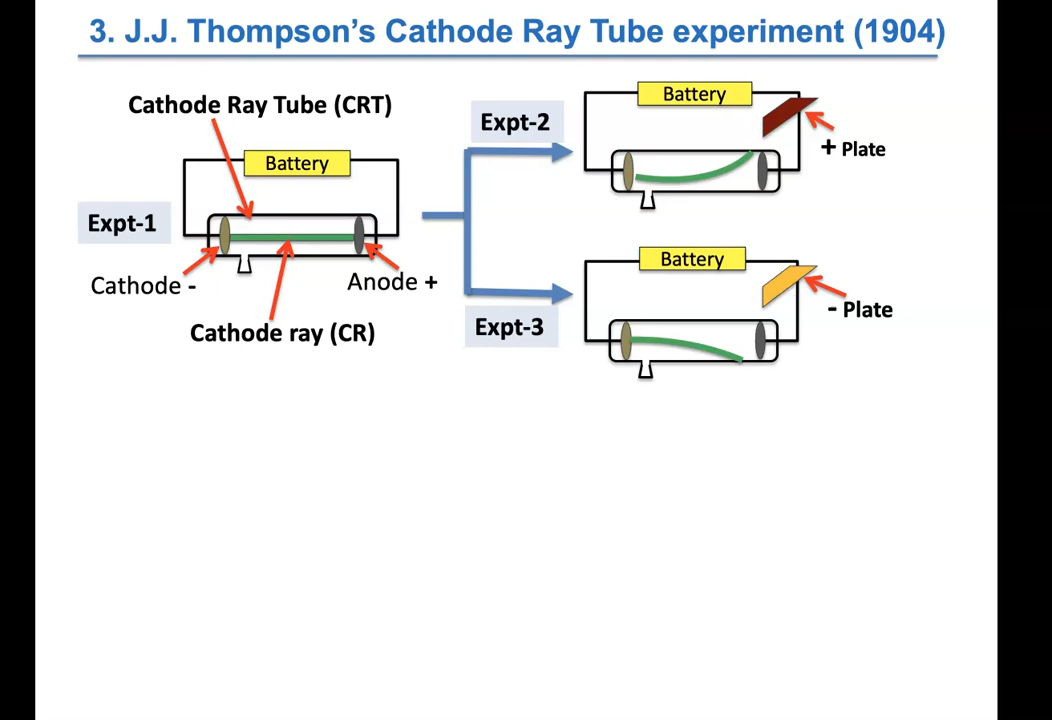 3. J.J. Thompson's Cathode Ray Tube experiment (1904)
Cathode Ray Tube (CRT)
Battery
Expt-1
Cathode -
Anode +
Cathode ray (CR)
Expt-2
Battery
+ Plate
Expt-3
Battery
- Plate